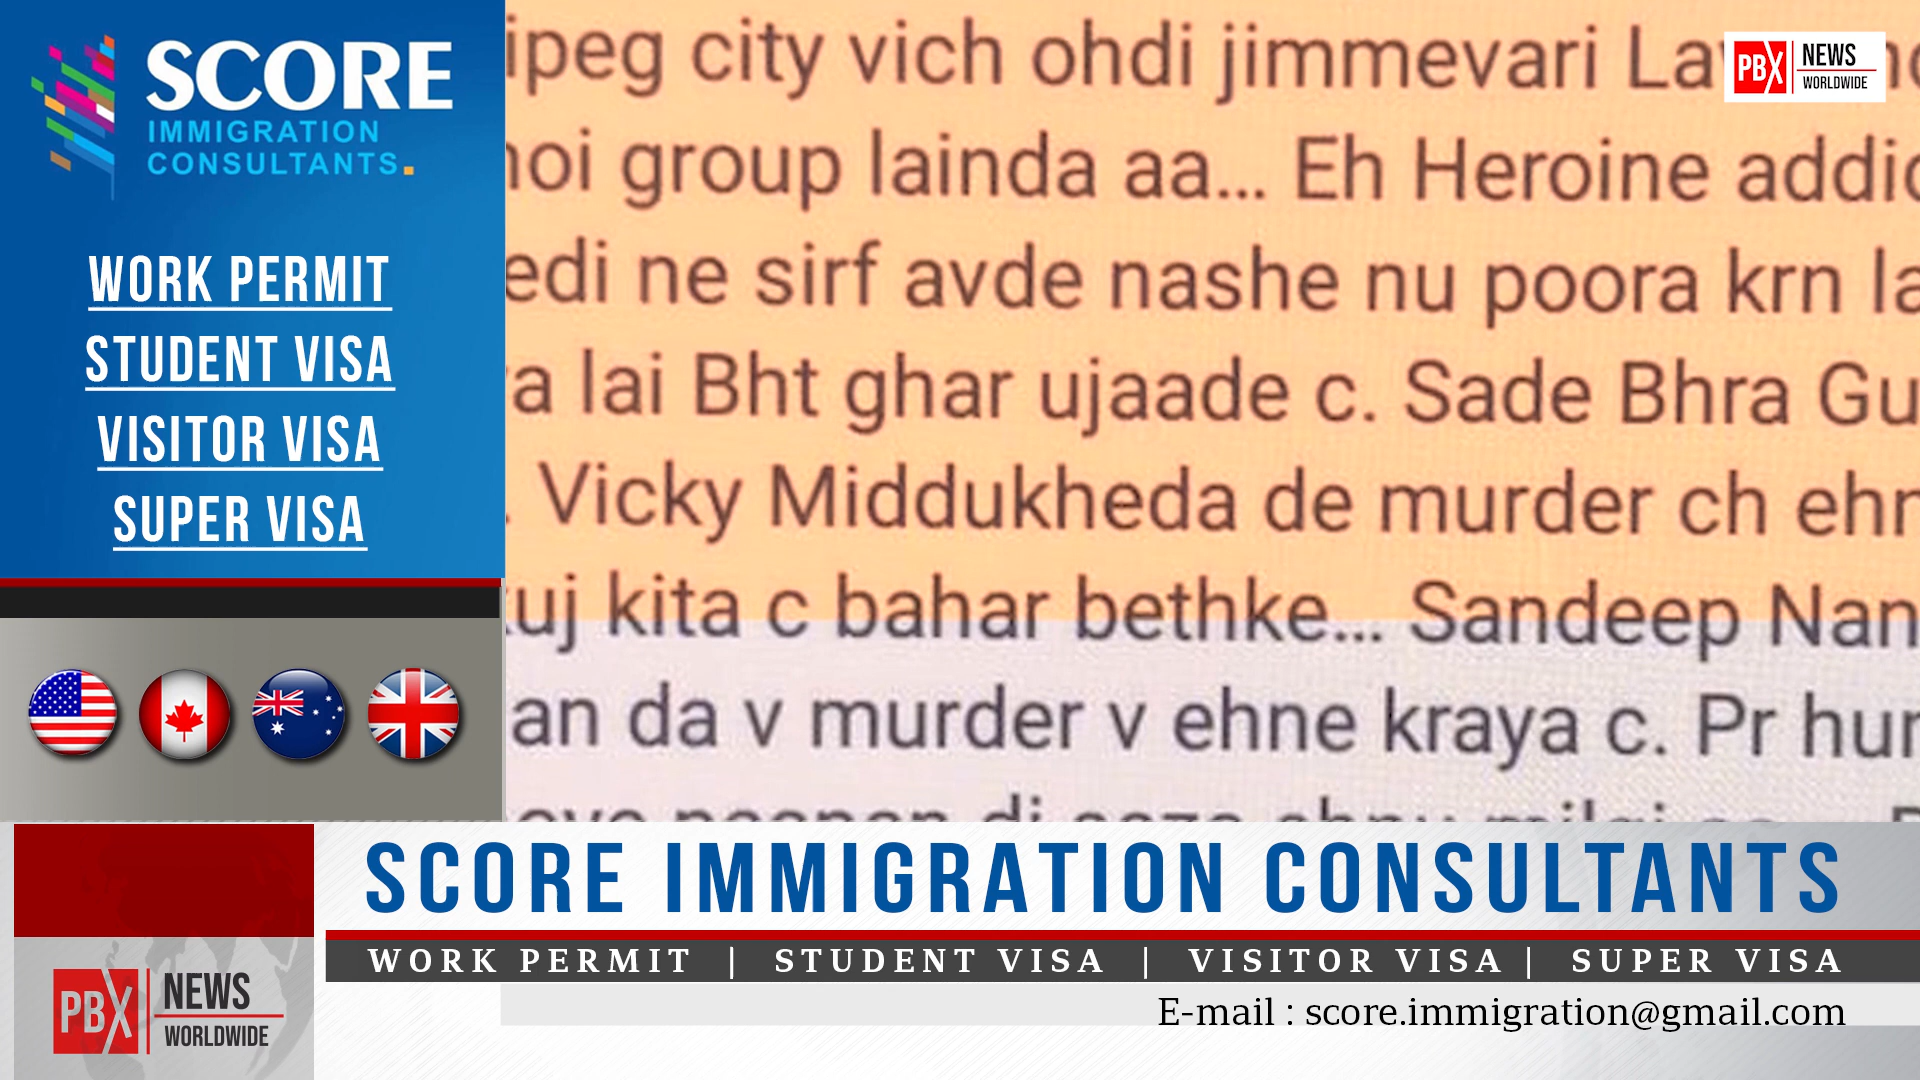 SCORE
IMMIGRATION
CONSULTANTS.
WORK PERMIT
STUDENT VISA
VISITOR VISA
SUPER VISA
ipeg city vich ohdi jimmevari La
noi group lainda aa... Eh Heroine addic
edi ne sirf avde nashe nu poora krn la
a lai Bht ghar ujaade c. Sade Bhra Gu
. Vicky Middukheda de murder ch ehn
uj kita c bahar bethke... Sandeep Nan
an da v murder v ehne kraya c. Pr hun
PBX NEWS
WORLDWIDE
SCORE IMMIGRATION CONSULTANTS
WORK PERMIT | STUDENT VISA | VISITOR VISA | SUPER VISA
E-mail : score.immigration@gmail.com
PBX NEWS
WORLDWIDE